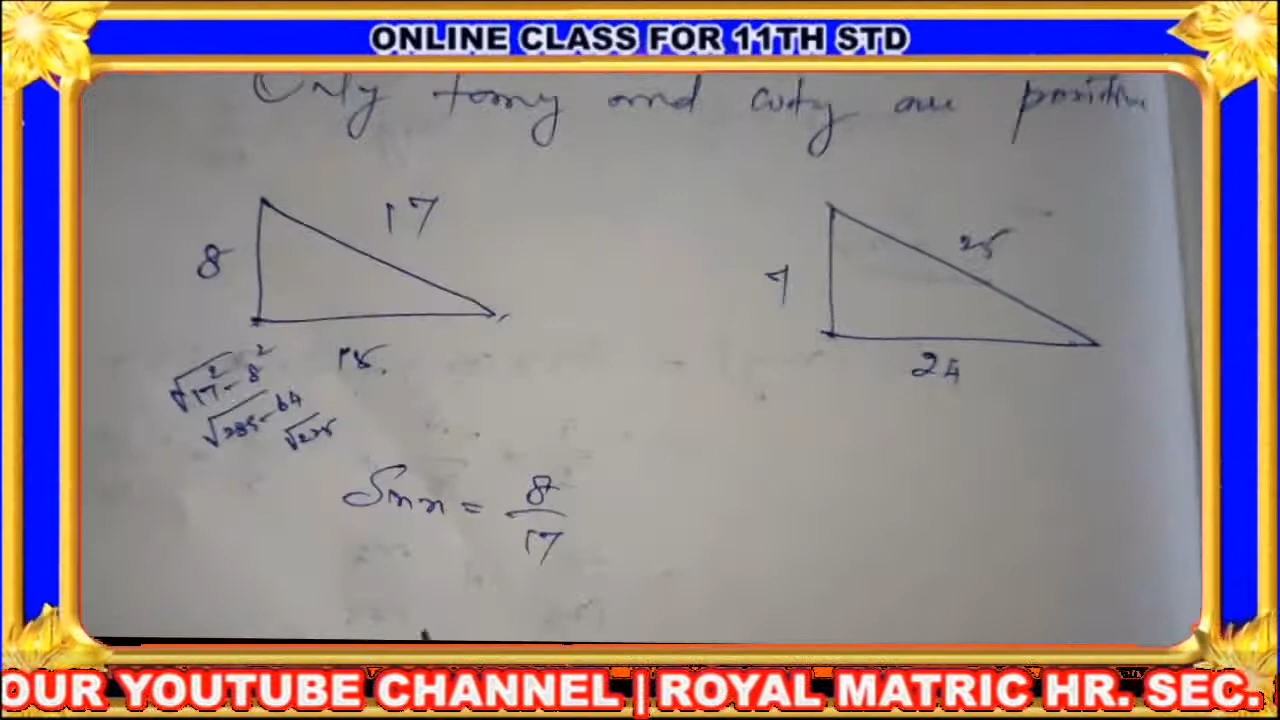 ONLINE CLASS FOR 11TH STD
Only tany and coty are positive
8
17
15.
√17²-8²
√289-64
√225
7
25
24
Sinx = 8/17
OUR YOUTUBE CHANNEL | ROYAL MATRIC HR. SEC.